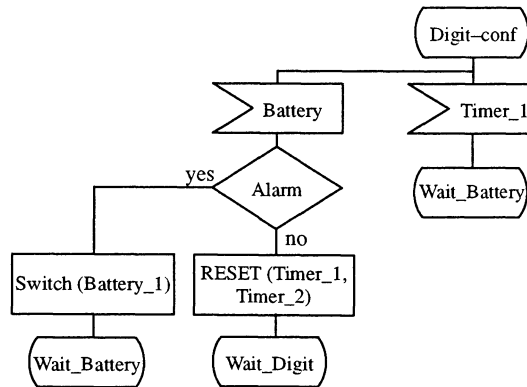 Digit–conf
Battery
Timer_1
yes
Alarm
Wait_Battery
no
Switch (Battery_1)
RESET (Timer_1,
Timer_2)
Wait_Battery
Wait_Digit